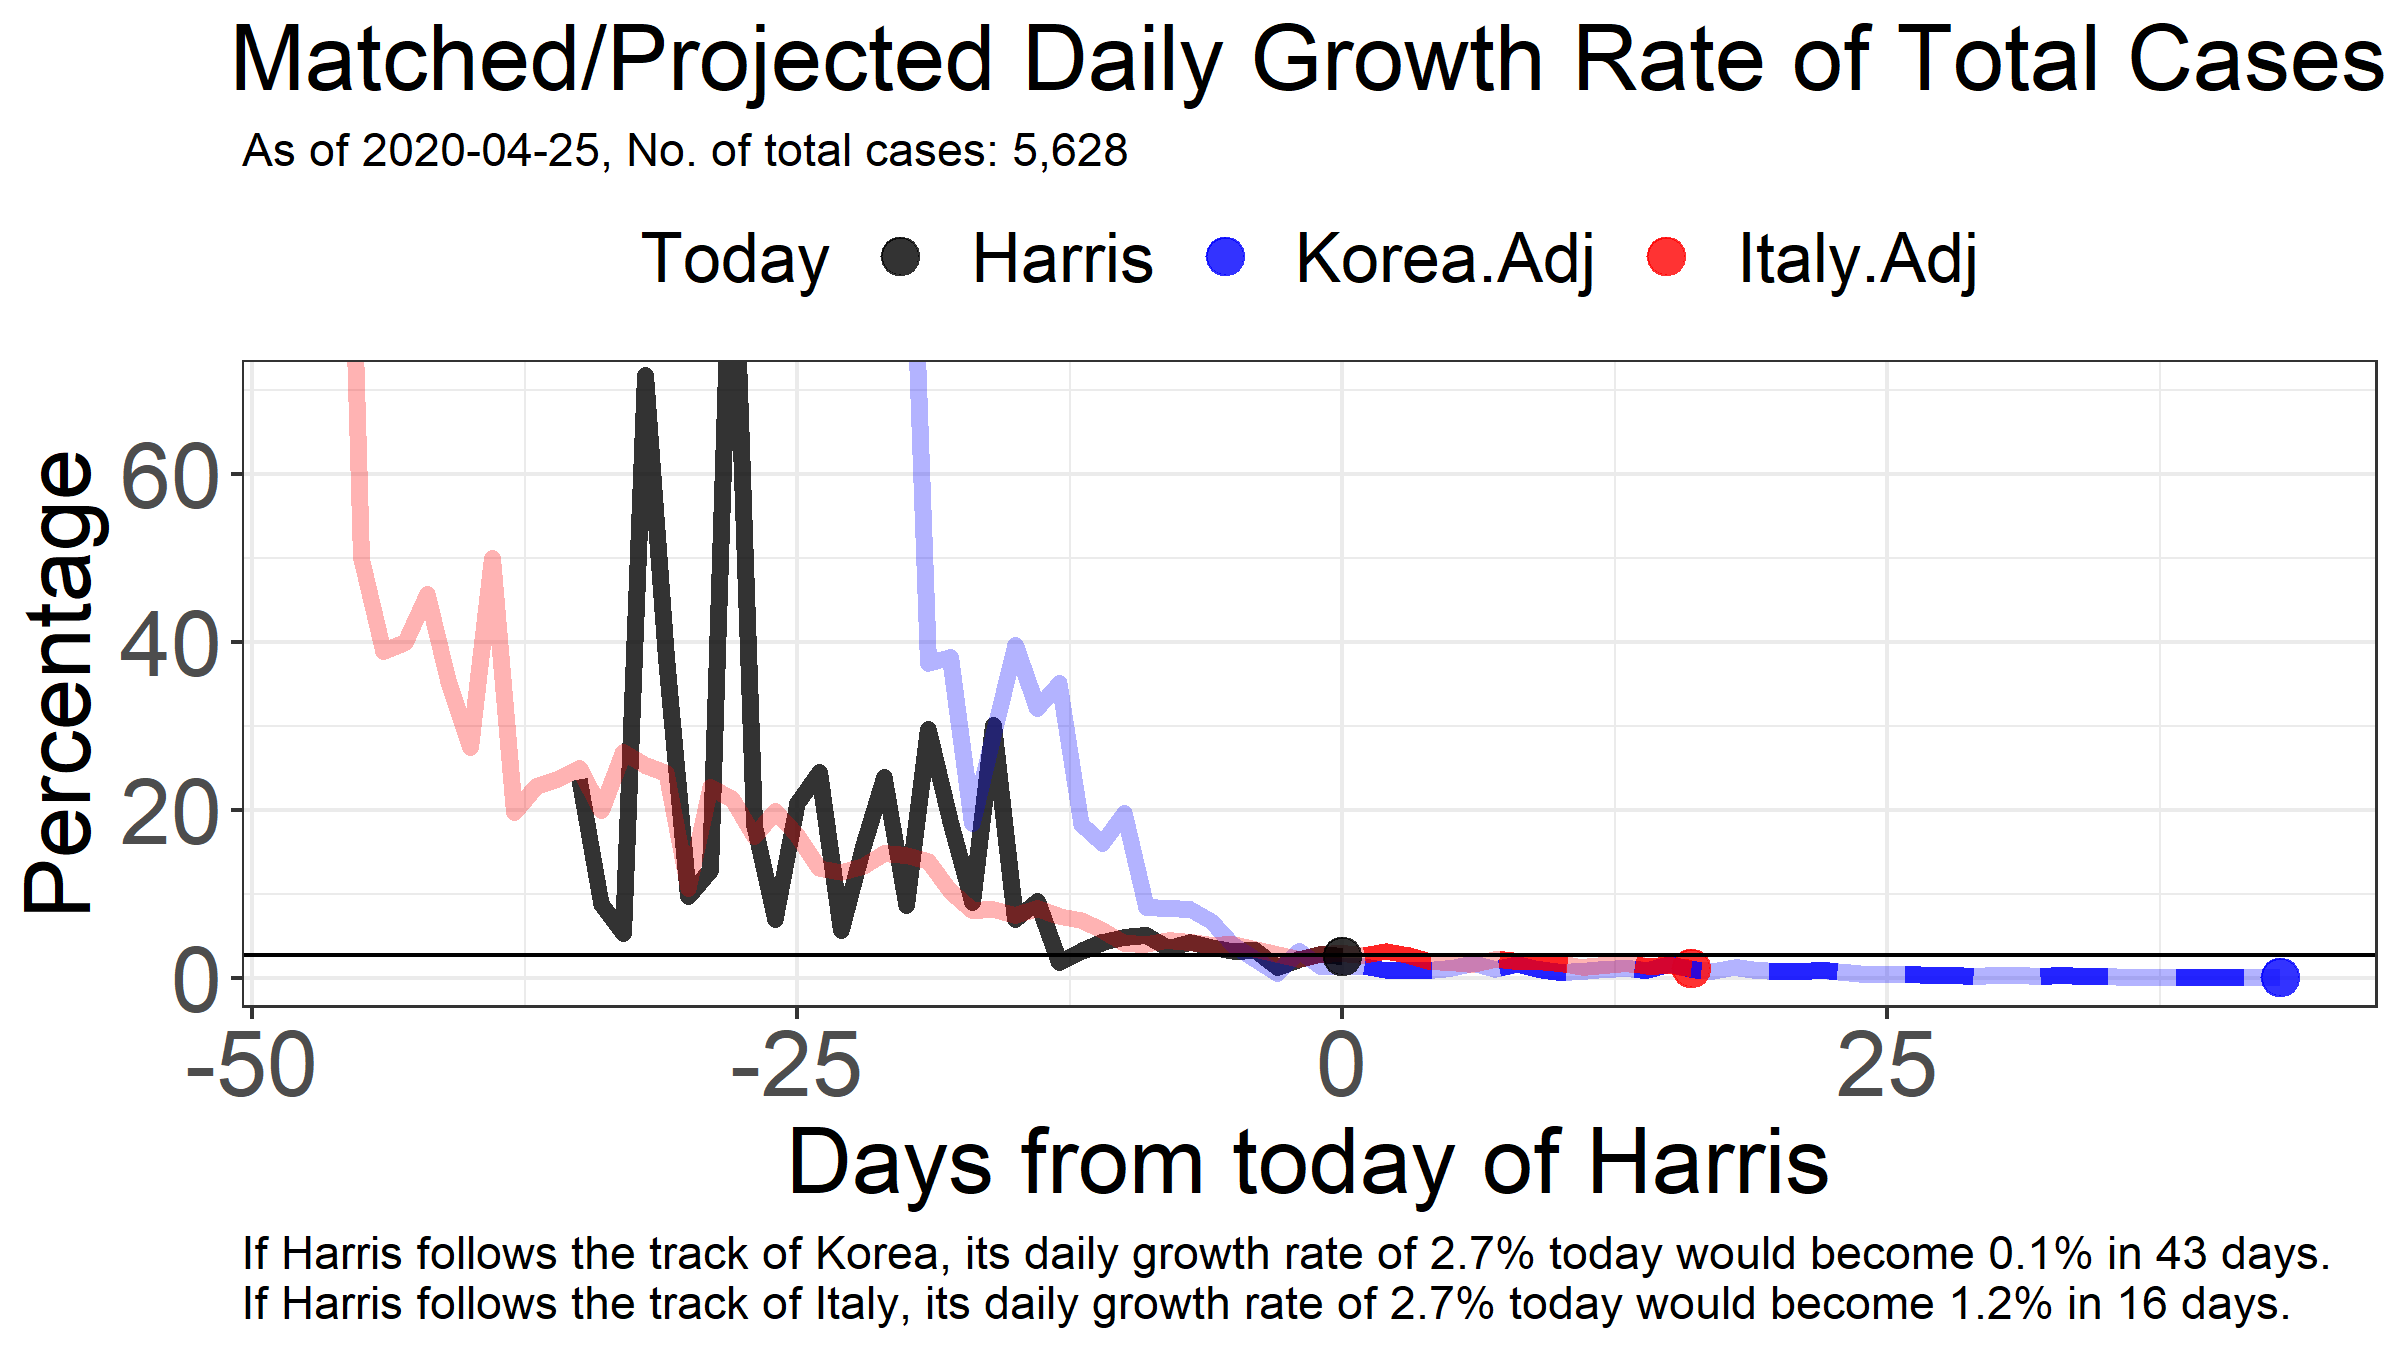 Matched/Projected Daily Growth Rate of Total Cases
As of 2020-04-25, No. of total cases: 5,628
Today Harris Korea.Adj Italy.Adj
Percentage
60
40
20
0
-50 -25 0 25
Days from today of Harris
If Harris follows the track of Korea, its daily growth rate of 2.7% today would become 0.1% in 43 days.
If Harris follows the track of Italy, its daily growth rate of 2.7% today would become 1.2% in 16 days.